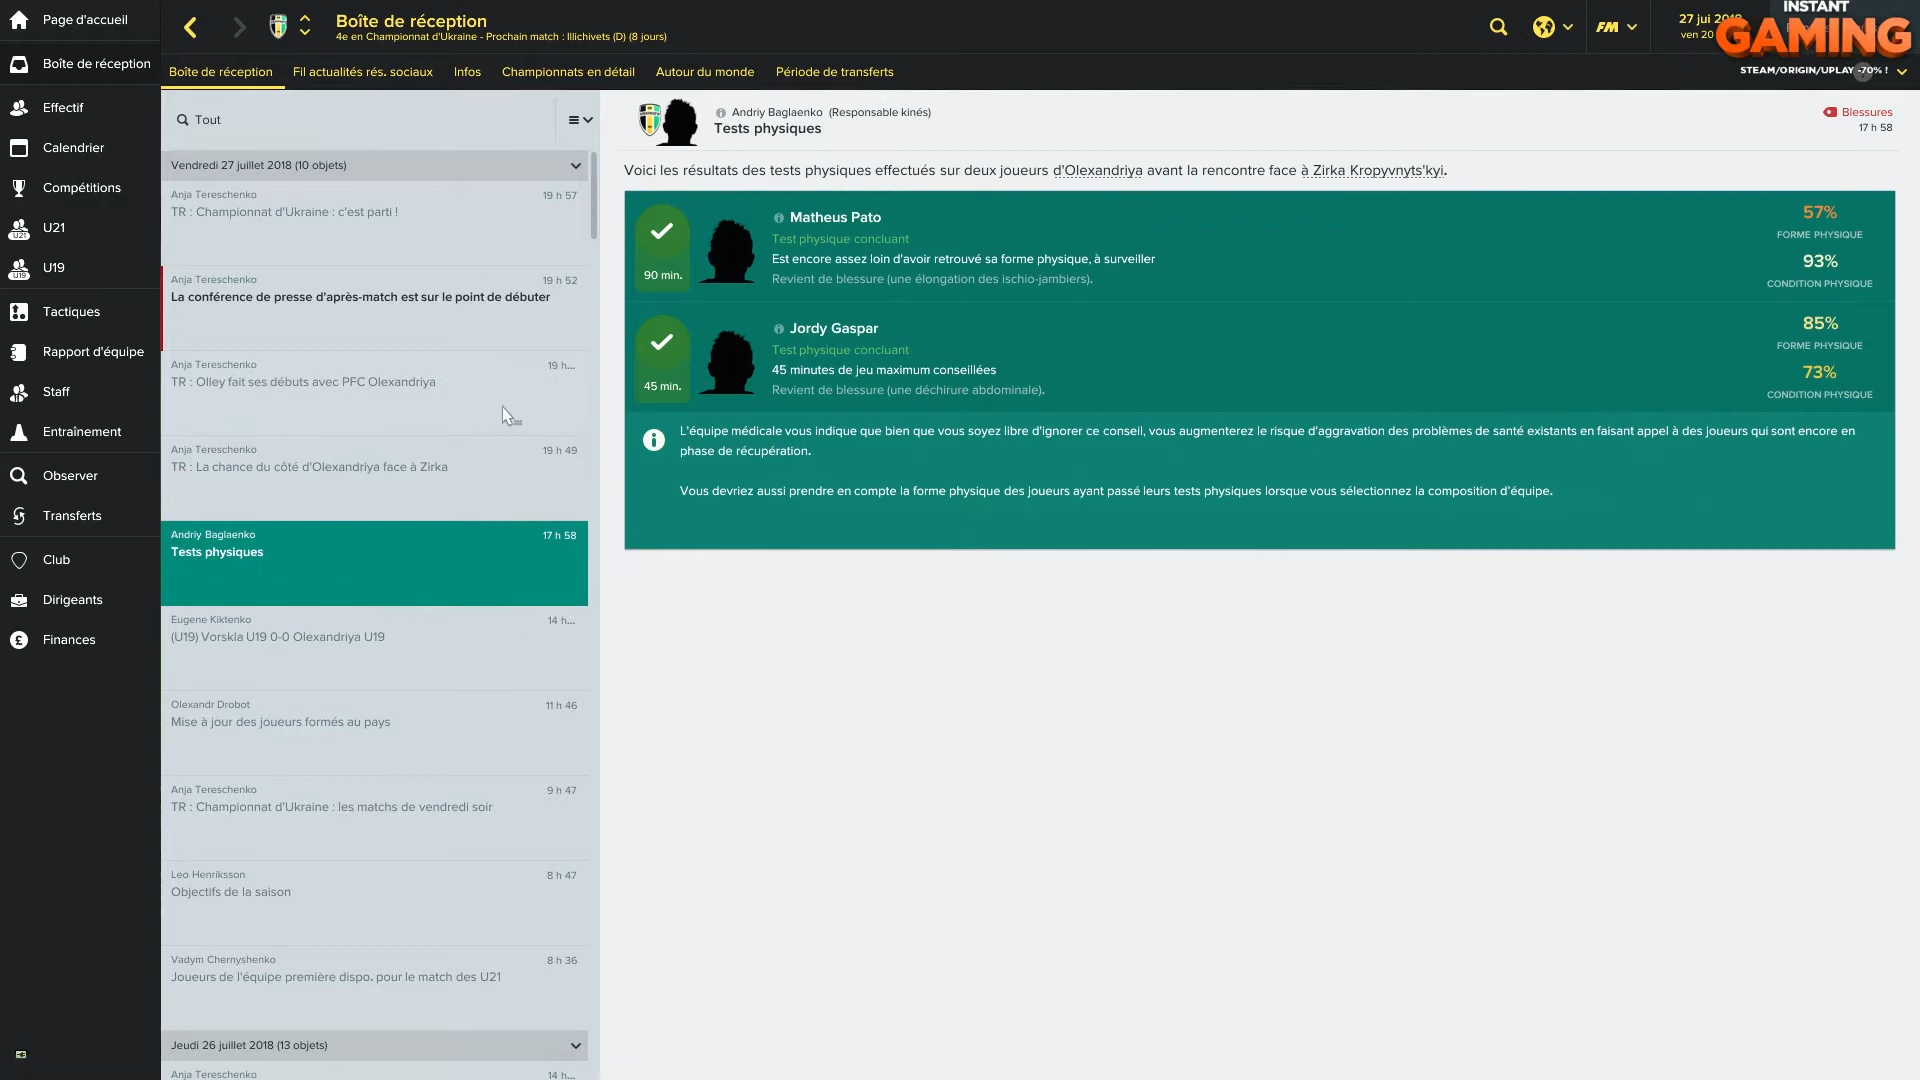 Page d'accueil
Boîte de réception
Effectif
Calendrier
Compétitions
U21
U21
U19
U19
Tactiques
Rapport d'équipe
Staff
Entraînement
Observer
Transferts
Club
Dirigeants
Finances
Boîte de réception
4e en Championnat d'Ukraine - Prochain match : Illichivets (D) (8 jours)
FM
27 jui 2018
ven 20
INSTANT
GAMING
STEAM/ORIGIN/UPLAY -70% !
Boîte de réception
Fil actualités rés. sociaux
Infos
Championnats en détail
Autour du monde
Période de transferts
Tout
Vendredi 27 juillet 2018 (10 objets)
Anja Tereschenko
19 h 57
TR : Championnat d'Ukraine : c'est parti !
Anja Tereschenko
19 h 52
La conférence de presse d'après-match est sur le point de débuter
Anja Tereschenko
19 h...
TR : Olley fait ses débuts avec PFC Olexandriya
Anja Tereschenko
19 h 49
TR : La chance du côté d'Olexandriya face à Zirka
Andriy Baglaenko
17 h 58
Tests physiques
Eugene Kiktenko
14 h...
(U19) Vorskla U19 0-0 Olexandriya U19
Olexandr Drobot
11 h 46
Mise à jour des joueurs formés au pays
Anja Tereschenko
9 h 47
TR : Championnat d'Ukraine : les matchs de vendredi soir
Leo Henriksson
8 h 47
Objectifs de la saison
Vadym Chernyshenko
8 h 36
Joueurs de l'équipe première dispo. pour le match des U21
Jeudi 26 juillet 2018 (13 objets)
Anja Tereschenko
14 h...
Andriy Baglaenko (Responsable kinés)
Tests physiques
Blessures
17 h 58
Voici les résultats des tests physiques effectués sur deux joueurs d'Olexandriya avant la rencontre face à Zirka Kropyvnyts'kyi.
90 min.
Matheus Pato
Test physique concluant
Est encore assez loin d'avoir retrouvé sa forme physique, à surveiller
Revient de blessure (une élongation des ischio-jambiers).
57%
FORME PHYSIQUE
93%
CONDITION PHYSIQUE
45 min.
Jordy Gaspar
Test physique concluant
45 minutes de jeu maximum conseillées
Revient de blessure (une déchirure abdominale).
85%
FORME PHYSIQUE
73%
CONDITION PHYSIQUE
L'équipe médicale vous indique que bien que vous soyez libre d'ignorer ce conseil, vous augmenterez le risque d'aggravation des problèmes de santé existants en faisant appel à des joueurs qui sont encore en
phase de récupération.
Vous devriez aussi prendre en compte la forme physique des joueurs ayant passé leurs tests physiques lorsque vous sélectionnez la composition d'équipe.